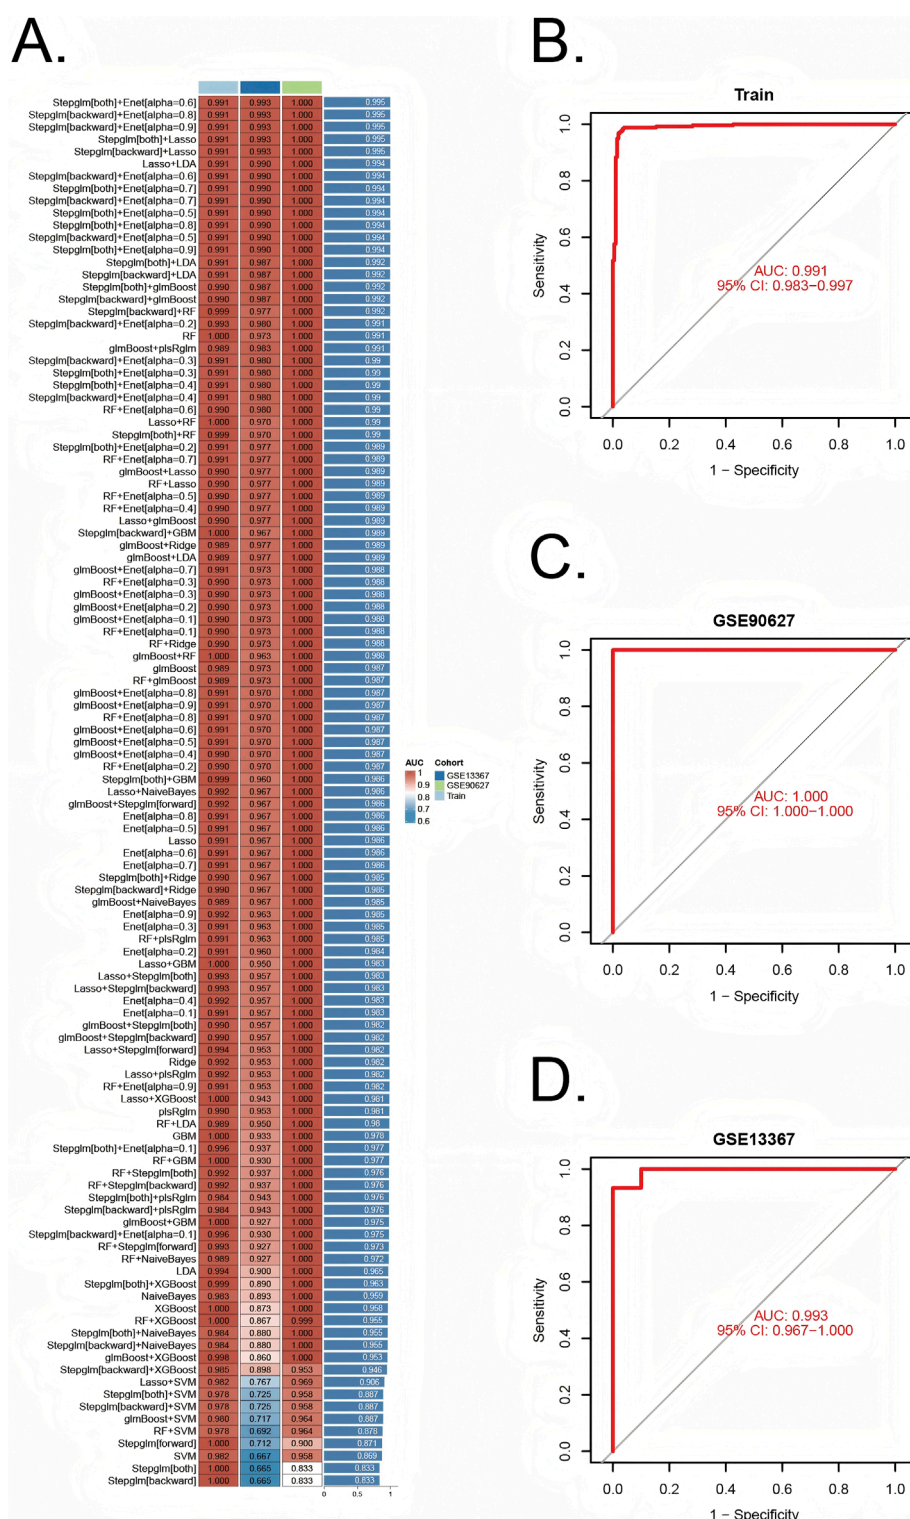 A.
Stepglm[both]+Enet[alpha=0.6] 0.991 0.993 1.000 0.995
Stepglm[backward]+Enet[alpha=0.8] 0.991 0.993 1.000 0.995
Stepglm[backward]+Enet[alpha=0.9] 0.991 0.993 1.000 0.995
Stepglm[both]+Lasso 0.991 0.993 1.000 0.995
Stepglm[backward]+Lasso 0.991 0.993 1.000 0.995
Lasso+LDA 0.991 0.990 1.000 0.994
Stepglm[backward]+Enet[alpha=0.6] 0.991 0.990 1.000 0.994
Stepglm[both]+Enet[alpha=0.7] 0.991 0.990 1.000 0.994
Stepglm[backward]+Enet[alpha=0.7] 0.991 0.990 1.000 0.994
Stepglm[both]+Enet[alpha=0.5] 0.991 0.990 1.000 0.994
Stepglm[both]+Enet[alpha=0.8] 0.991 0.990 1.000 0.994
Stepglm[backward]+Enet[alpha=0.5] 0.991 0.990 1.000 0.994
Stepglm[both]+Enet[alpha=0.9] 0.991 0.990 1.000 0.994
Stepglm[both]+LDA 0.991 0.987 1.000 0.992
Stepglm[backward]+LDA 0.991 0.987 1.000 0.992
Stepglm[both]+glmBoost 0.990 0.987 1.000 0.992
Stepglm[backward]+glmBoost 0.990 0.987 1.000 0.992
Stepglm[backward]+RF 0.999 0.977 1.000 0.992
Stepglm[backward]+Enet[alpha=0.2] 0.993 0.980 1.000 0.991
RF 1.000 0.973 1.000 0.991
glmBoost+plsRglm 0.989 0.983 1.000 0.991
Stepglm[backward]+Enet[alpha=0.3] 0.991 0.980 1.000 0.99
Stepglm[both]+Enet[alpha=0.3] 0.991 0.980 1.000 0.99
Stepglm[both]+Enet[alpha=0.4] 0.991 0.980 1.000 0.99
Stepglm[backward]+Enet[alpha=0.4] 0.991 0.980 1.000 0.99
RF+Enet[alpha=0.6] 0.990 0.980 1.000 0.99
Lasso+RF 1.000 0.970 1.000 0.99
Stepglm[both]+RF 0.999 0.970 1.000 0.99
Stepglm[both]+Enet[alpha=0.2] 0.991 0.977 1.000 0.989
RF+Enet[alpha=0.7] 0.991 0.977 1.000 0.989
glmBoost+Lasso 0.990 0.977 1.000 0.989
RF+Lasso 0.990 0.977 1.000 0.989
RF+Enet[alpha=0.5] 0.990 0.977 1.000 0.989
RF+Enet[alpha=0.4] 0.990 0.977 1.000 0.989
Lasso+glmBoost 0.990 0.977 1.000 0.989
Stepglm[backward]+GBM 1.000 0.967 1.000 0.989
glmBoost+Ridge 0.989 0.977 1.000 0.989
glmBoost+LDA 0.989 0.977 1.000 0.989
glmBoost+Enet[alpha=0.7] 0.991 0.973 1.000 0.988
RF+Enet[alpha=0.3] 0.990 0.973 1.000 0.988
glmBoost+Enet[alpha=0.3] 0.990 0.973 1.000 0.988
glmBoost+Enet[alpha=0.2] 0.990 0.973 1.000 0.988
glmBoost+Enet[alpha=0.1] 0.990 0.973 1.000 0.988
RF+Enet[alpha=0.1] 0.990 0.973 1.000 0.988
RF+Ridge 0.990 0.973 1.000 0.988
glmBoost+RF 1.000 0.963 1.000 0.988
glmBoost 0.989 0.973 1.000 0.987
RF+glmBoost 0.989 0.973 1.000 0.987
glmBoost+Enet[alpha=0.8] 0.991 0.970 1.000 0.987
glmBoost+Enet[alpha=0.9] 0.991 0.970 1.000 0.987
RF+Enet[alpha=0.8] 0.991 0.970 1.000 0.987
glmBoost+Enet[alpha=0.6] 0.991 0.970 1.000 0.987
glmBoost+Enet[alpha=0.5] 0.991 0.970 1.000 0.987
glmBoost+Enet[alpha=0.4] 0.990 0.970 1.000 0.987
RF+Enet[alpha=0.2] 0.990 0.970 1.000 0.987
Stepglm[both]+GBM 0.999 0.960 1.000 0.986
Lasso+NaiveBayes 0.992 0.967 1.000 0.986
glmBoost+Stepglm[forward] 0.992 0.967 1.000 0.986
Enet[alpha=0.8] 0.991 0.967 1.000 0.986
Enet[alpha=0.5] 0.991 0.967 1.000 0.986
Lasso 0.991 0.967 1.000 0.986
Enet[alpha=0.6] 0.991 0.967 1.000 0.986
Enet[alpha=0.7] 0.991 0.967 1.000 0.986
Stepglm[both]+Ridge 0.990 0.967 1.000 0.985
Stepglm[backward]+Ridge 0.990 0.967 1.000 0.985
glmBoost+NaiveBayes 0.989 0.967 1.000 0.985
Enet[alpha=0.9] 0.992 0.963 1.000 0.985
Enet[alpha=0.3] 0.991 0.963 1.000 0.985
RF+plsRglm 0.991 0.963 1.000 0.985
Enet[alpha=0.2] 0.991 0.960 1.000 0.984
Lasso+GBM 1.000 0.950 1.000 0.983
Lasso+Stepglm[both] 0.993 0.957 1.000 0.983
Lasso+Stepglm[backward] 0.993 0.957 1.000 0.983
Enet[alpha=0.4] 0.992 0.957 1.000 0.983
Enet[alpha=0.1] 0.991 0.957 1.000 0.983
glmBoost+Stepglm[both] 0.990 0.957 1.000 0.982
glmBoost+Stepglm[backward] 0.990 0.957 1.000 0.982
Lasso+Stepglm[forward] 0.994 0.953 1.000 0.982
Ridge 0.992 0.953 1.000 0.982
Lasso+plsRglm 0.992 0.953 1.000 0.982
RF+Enet[alpha=0.9] 0.991 0.953 1.000 0.982
Lasso+XGBoost 1.000 0.943 1.000 0.981
plsRglm 0.990 0.953 1.000 0.981
RF+LDA 0.989 0.950 1.000 0.98
GBM 1.000 0.933 1.000 0.978
Stepglm[both]+Enet[alpha=0.1] 0.996 0.937 1.000 0.977
RF+GBM 1.000 0.930 1.000 0.977
RF+Stepglm[both] 0.992 0.937 1.000 0.976
RF+Stepglm[backward] 0.992 0.937 1.000 0.976
Stepglm[both]+plsRglm 0.984 0.943 1.000 0.976
Stepglm[backward]+plsRglm 0.984 0.943 1.000 0.976
glmBoost+GBM 1.000 0.927 1.000 0.975
Stepglm[backward]+Enet[alpha=0.1] 0.996 0.930 1.000 0.975
RF+Stepglm[forward] 0.993 0.927 1.000 0.973
RF+NaiveBayes 0.989 0.927 1.000 0.972
LDA 0.994 0.900 1.000 0.965
Stepglm[both]+XGBoost 0.999 0.890 1.000 0.963
NaiveBayes 0.983 0.893 1.000 0.959
XGBoost 1.000 0.873 1.000 0.958
RF+XGBoost 1.000 0.867 0.999 0.955
Stepglm[both]+NaiveBayes 0.984 0.880 1.000 0.955
Stepglm[backward]+NaiveBayes 0.984 0.880 1.000 0.955
glmBoost+XGBoost 0.998 0.860 1.000 0.953
Stepglm[backward]+XGBoost 0.985 0.898 0.953 0.946
Lasso+SVM 0.982 0.767 0.969 0.906
Stepglm[both]+SVM 0.978 0.725 0.958 0.887
Stepglm[backward]+SVM 0.978 0.725 0.958 0.887
glmBoost+SVM 0.980 0.717 0.964 0.887
RF+SVM 0.978 0.692 0.964 0.878
Stepglm[forward] 1.000 0.712 0.900 0.871
SVM 0.982 0.667 0.958 0.869
Stepglm[both] 1.000 0.665 0.833 0.833
Stepglm[backward] 1.000 0.665 0.833 0.833
0 0.5 1
AUC
1
0.9
0.8
0.7
0.6
Cohort
GSE13367
GSE90627
Train
B.
Train
Sensitivity
1.0
0.8
0.6
0.4
0.2
0.0
AUC: 0.991
95% CI: 0.983−0.997
0.0 0.2 0.4 0.6 0.8 1.0
1 − Specificity
C.
GSE90627
Sensitivity
1.0
0.8
0.6
0.4
0.2
0.0
AUC: 1.000
95% CI: 1.000−1.000
0.0 0.2 0.4 0.6 0.8 1.0
1 − Specificity
D.
GSE13367
Sensitivity
1.0
0.8
0.6
0.4
0.2
0.0
AUC: 0.993
95% CI: 0.967−1.000
0.0 0.2 0.4 0.6 0.8 1.0
1 − Specificity